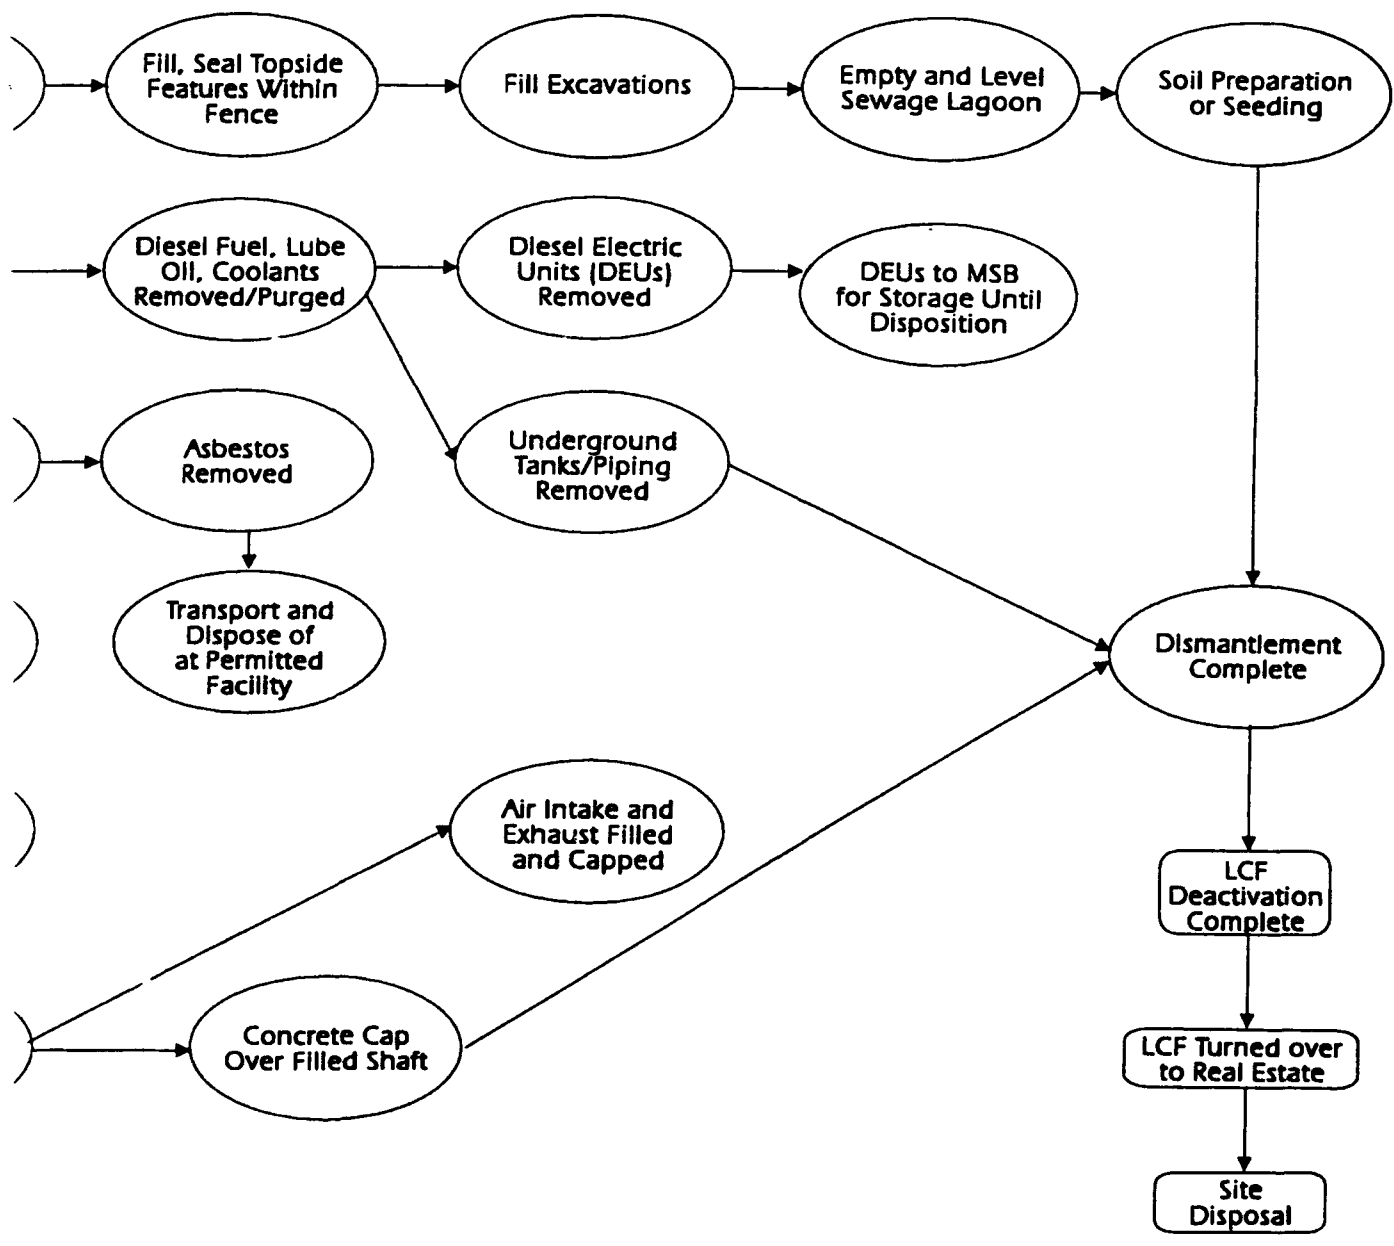 Fill, Seal Topside
Features Within
Fence
Fill Excavations
Empty and Level
Sewage Lagoon
Soil Preparation
or Seeding
Diesel Fuel, Lube
Oil, Coolants
Removed/Purged
Diesel Electric
Units (DEUs)
Removed
DEUs to MSB
for Storage Until
Disposition
Asbestos
Removed
Underground
Tanks/Piping
Removed
Transport and
Dispose of
at Permitted
Facility
Dismantlement
Complete
Air Intake and
Exhaust Filled
and Capped
LCF
Deactivation
Complete
Concrete Cap
Over Filled Shaft
LCF Turned over
to Real Estate
Site
Disposal